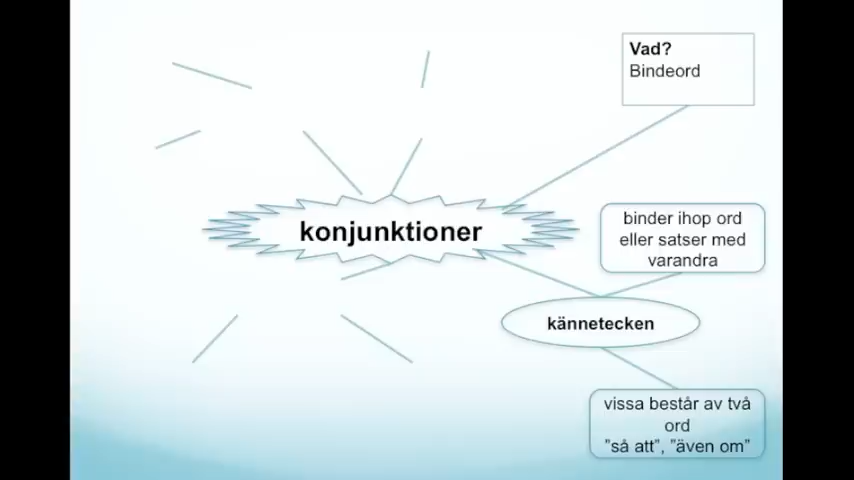 Vad?
Bindeord
konjunktioner
binder ihop ord
eller satser med
varandra
kännetecken
vissa består av två
ord
”så att”, ”även om”